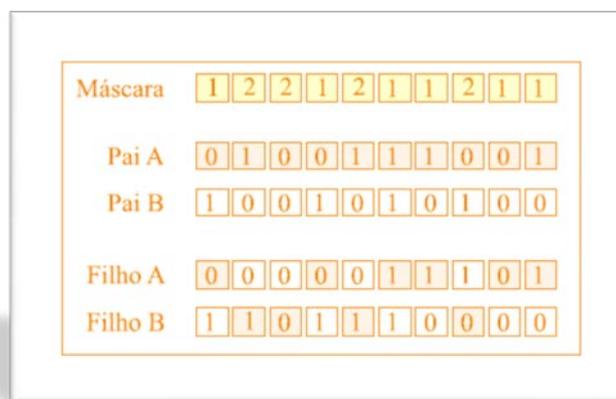 Máscara 1 2 2 1 2 1 1 2 1 1
Pai A 0 1 0 0 1 1 1 0 0 1
Pai B 1 0 0 1 0 1 0 1 0 0
Filho A 0 0 0 0 0 1 1 1 0 1
Filho B 1 1 0 1 1 1 0 0 0 0